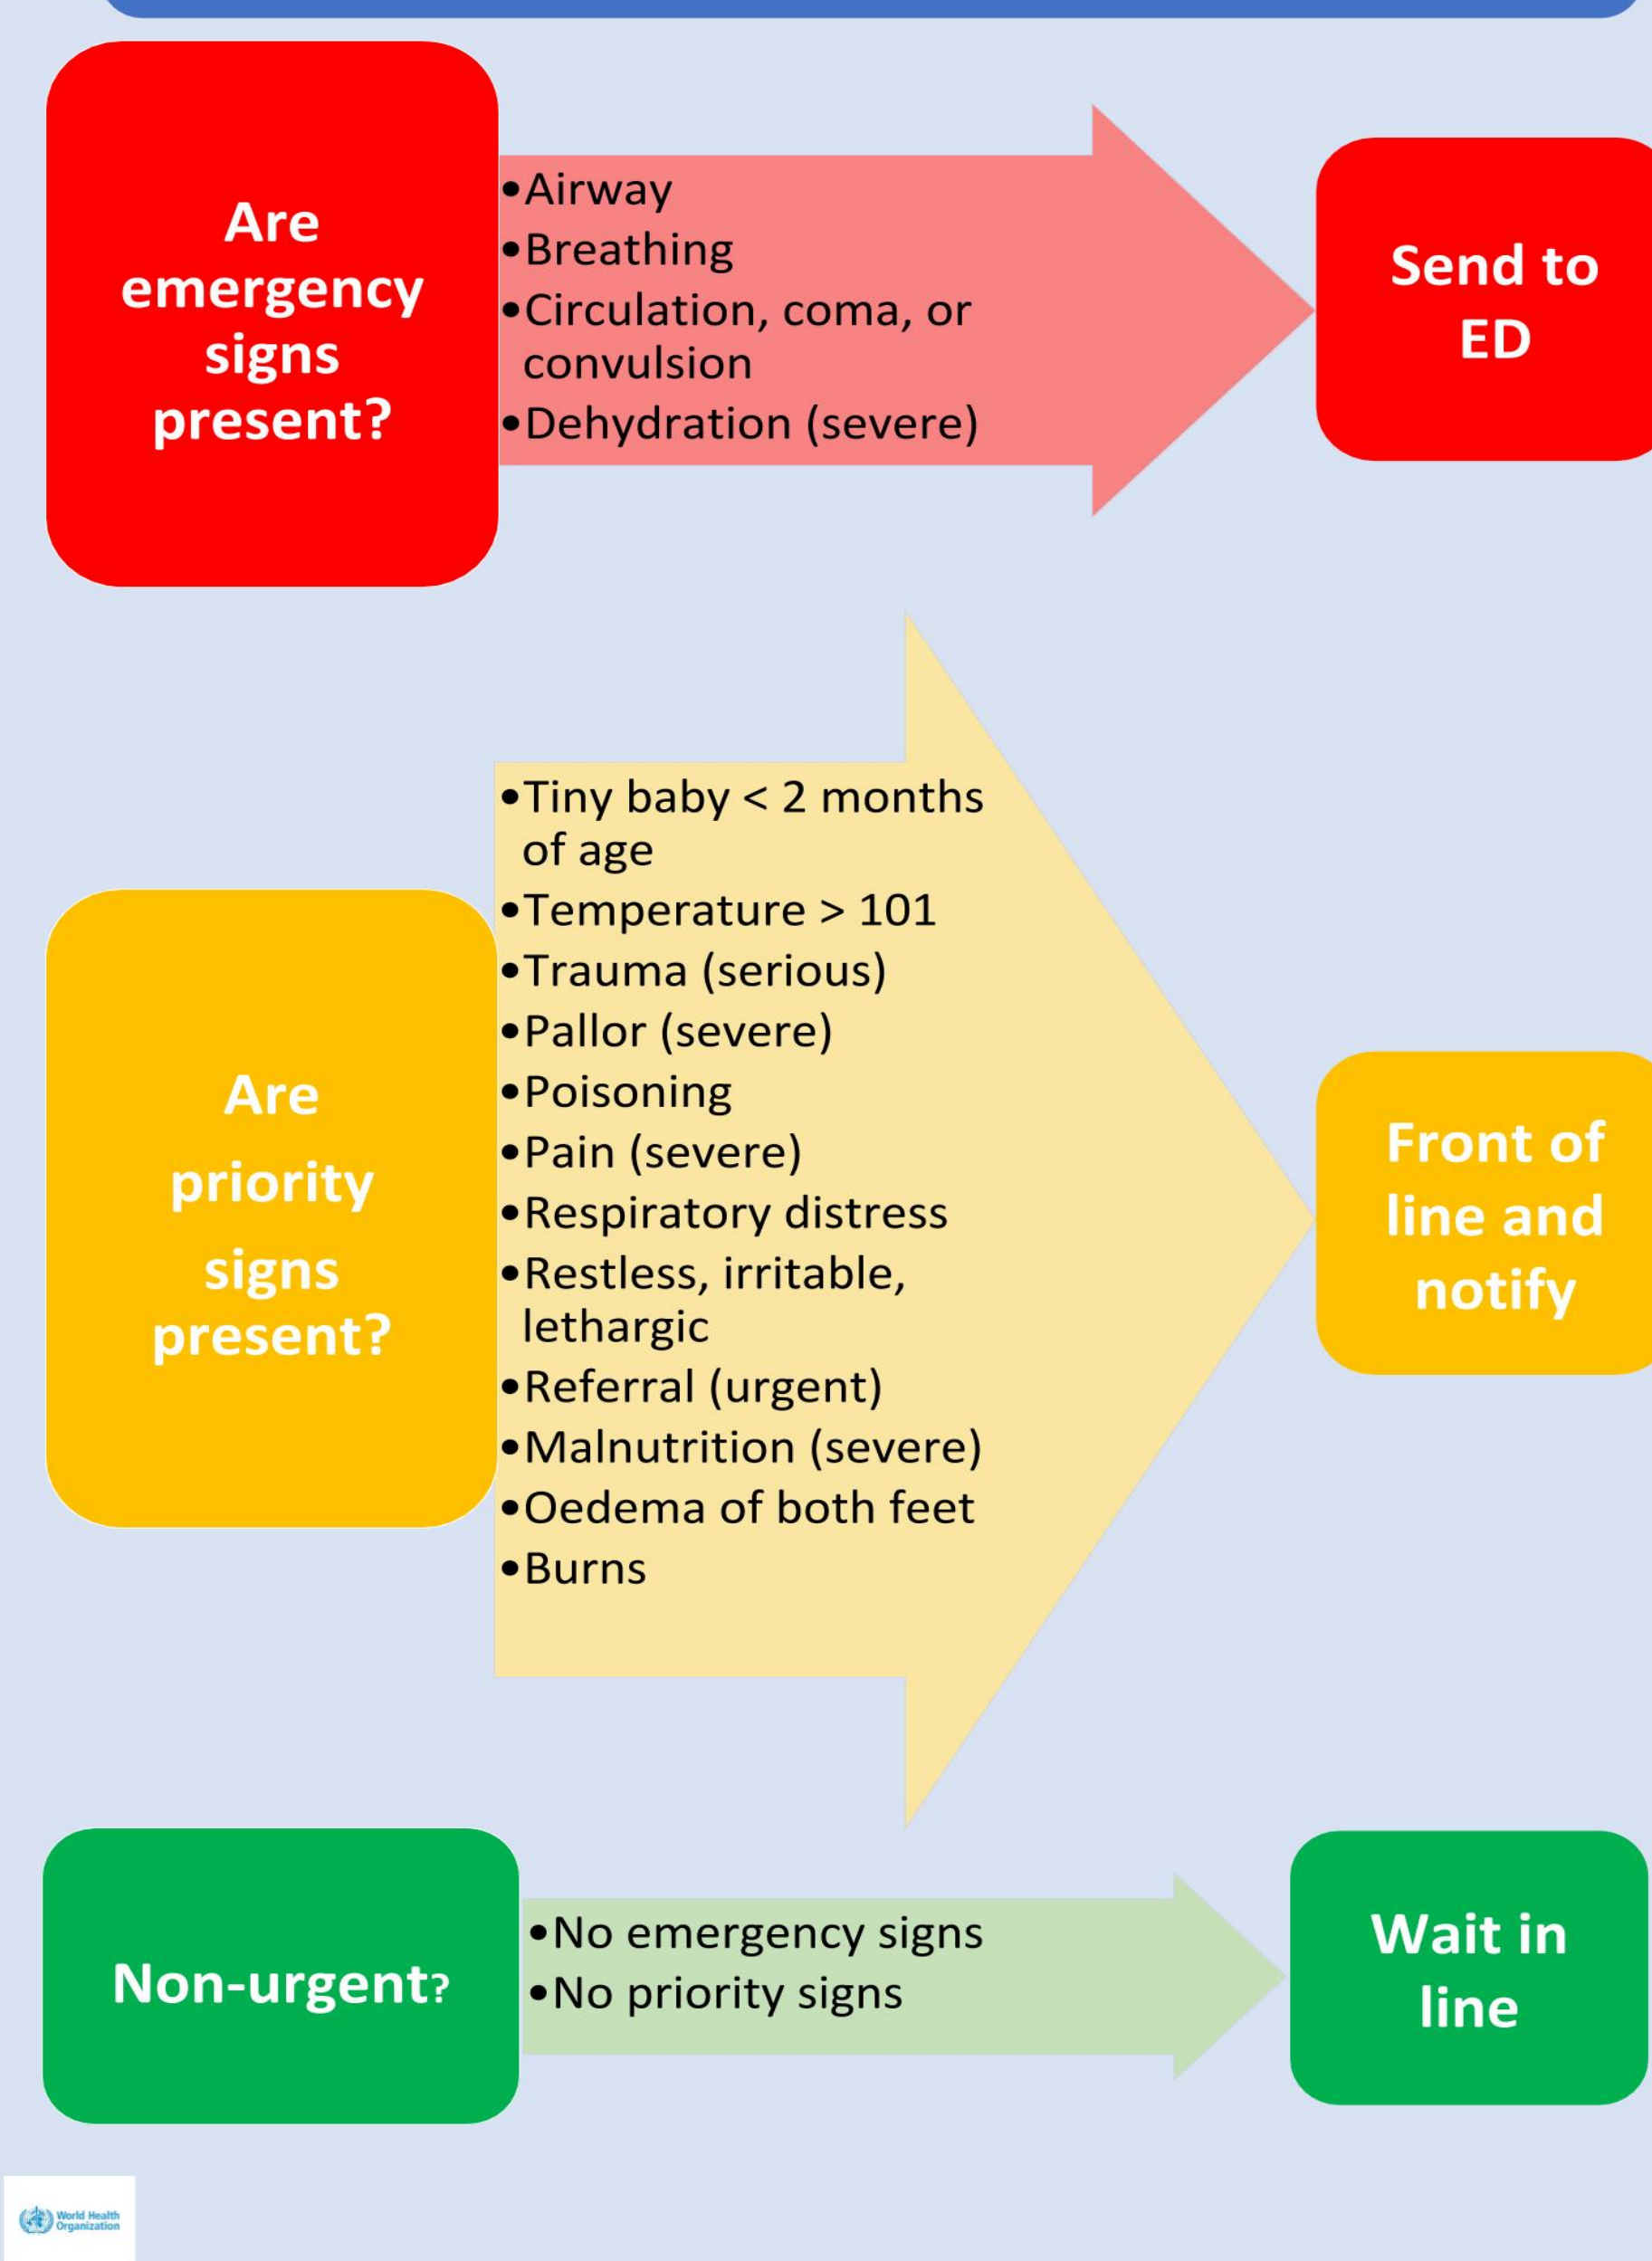 Are
emergency
signs
present?
•Airway
•Breathing
•Circulation, coma, or
convulsion
•Dehydration (severe)
Send to
ED
Are
priority
signs
present?
•Tiny baby < 2 months
of age
•Temperature > 101
•Trauma (serious)
•Pallor (severe)
•Poisoning
•Pain (severe)
•Respiratory distress
•Restless, irritable,
lethargic
•Referral (urgent)
•Malnutrition (severe)
•Oedema of both feet
•Burns
Front of
line and
notify
Non-urgent?
•No emergency signs
•No priority signs
Wait in
line
World Health
Organization